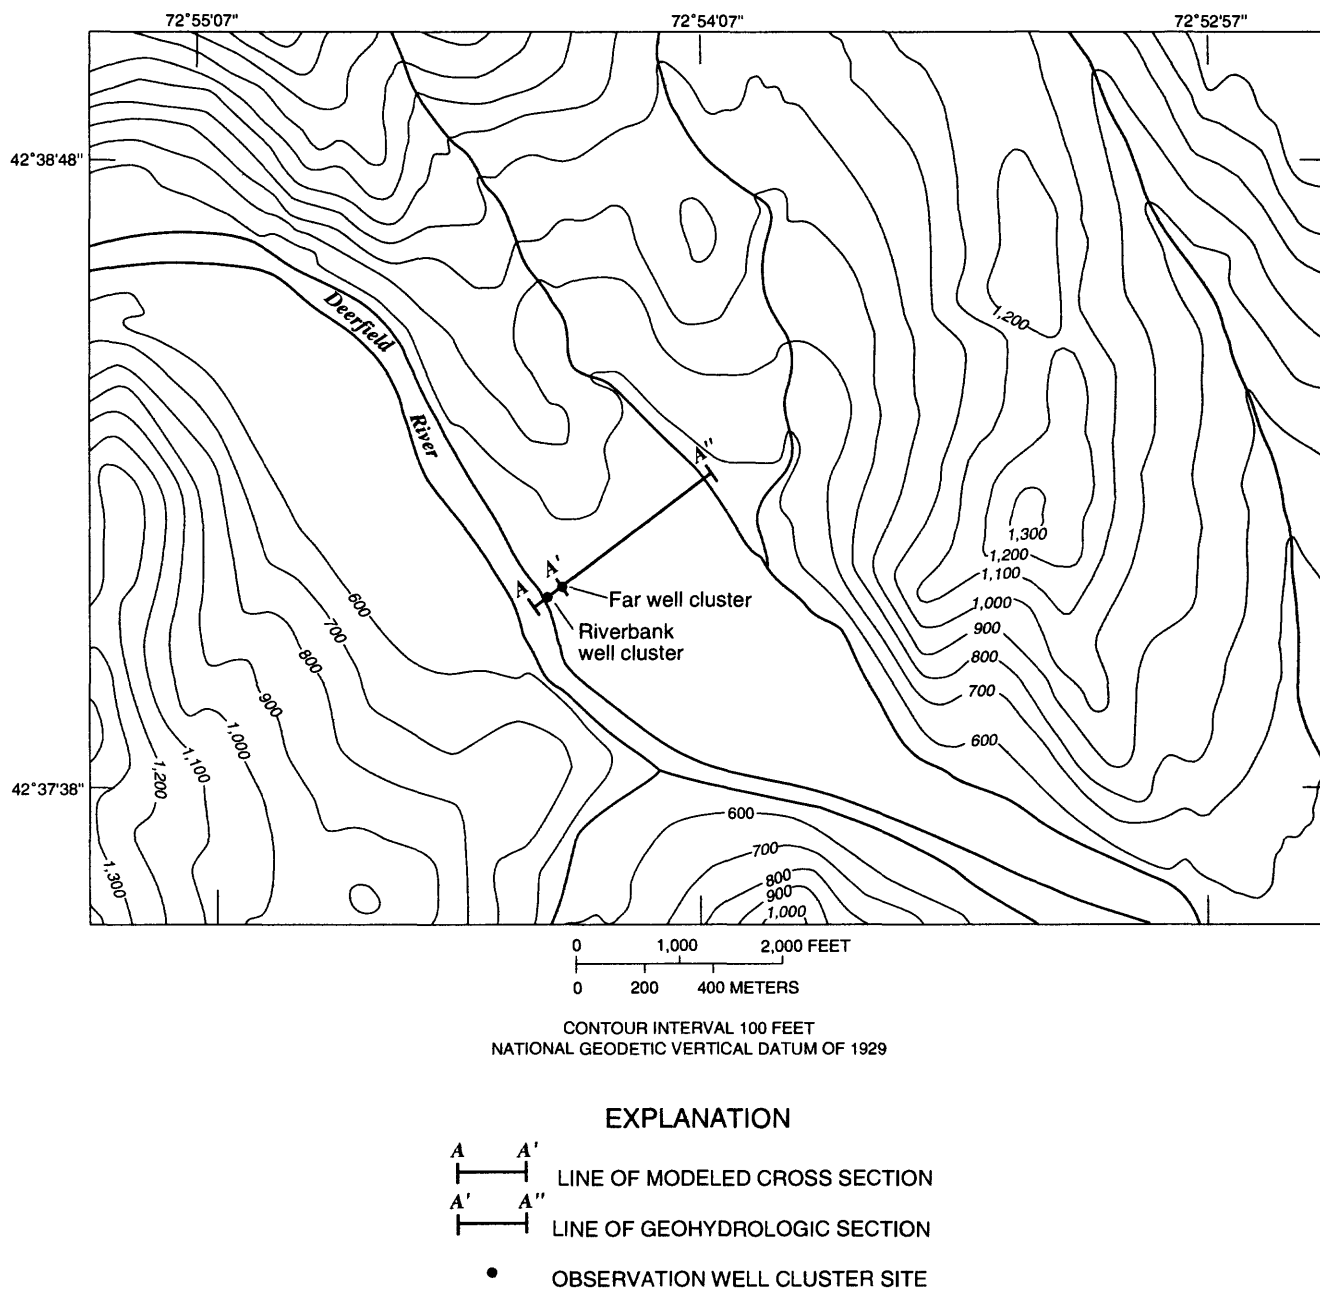 72°55'07" 72°54'07" 72°52'57"
42°38'48"
Deerfield
River
1,200
A"
1,300
1,200
1,100
1,000
900
800
700
600
A A'
Far well cluster
Riverbank
well cluster
600
700
800
900
1,000
1,100
1,200
1,300
42°37'38"
600
700
800
900
1,000
0 1,000 2,000 FEET
0 200 400 METERS
CONTOUR INTERVAL 100 FEET
NATIONAL GEODETIC VERTICAL DATUM OF 1929
EXPLANATION
A A'
LINE OF MODELED CROSS SECTION
A' A"
LINE OF GEOHYDROLOGIC SECTION
OBSERVATION WELL CLUSTER SITE